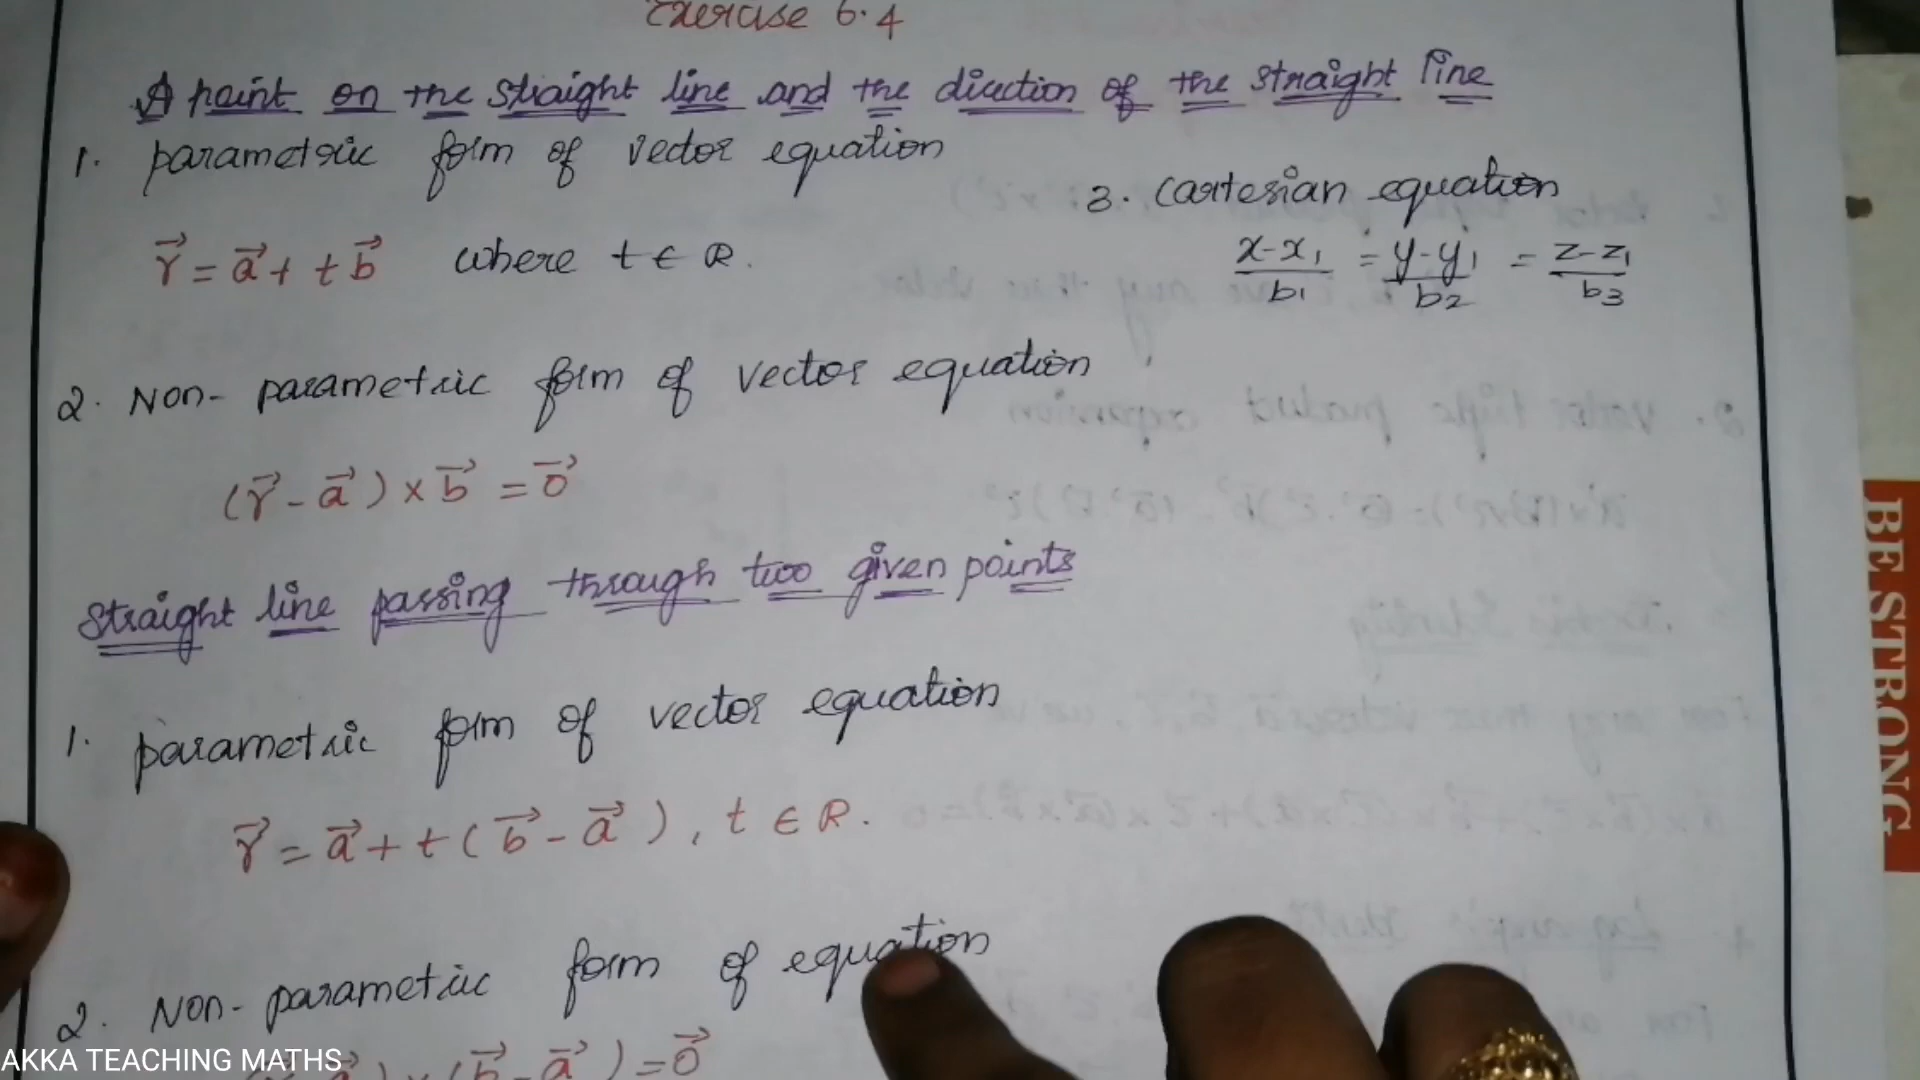 Exercise 6.4
A point on the straight line and the direction of the straight line
1. parametric form of vector equation
r⃗ = a⃗ + t b⃗ where t ∈ R.
3. Cartesian equation
x-x₁/b₁ = y-y₁/b₂ = z-z₁/b₃
2. Non-parametric form of vector equation
(r⃗ - a⃗) × b⃗ = 0⃗
Straight line passing through two given points
1. parametric form of vector equation
r⃗ = a⃗ + t (b⃗ - a⃗), t ∈ R.
2. Non-parametric form of equation
a⃗) × (b⃗ - a⃗) = 0⃗
BE STRONG
AKKA TEACHING MATHS